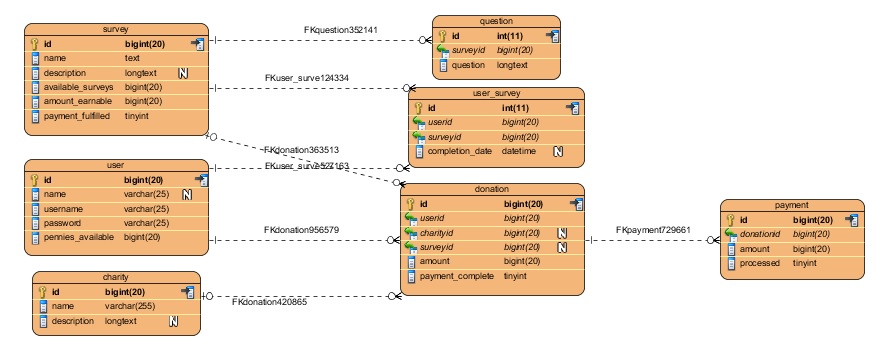 survey
id bigint(20)
name text
description longtext N
available_surveys bigint(20)
amount_earnable bigint(20)
payment_fulfilled tinyint
FKquestion352141
question
id int(11)
surveyid bigint(20)
question longtext
FKuser_surve124334
user_survey
id int(11)
userid bigint(20)
surveyid bigint(20)
completion_date datetime N
FKdonation363513
FKuser_surve527163
user
id bigint(20)
name varchar(25) N
username varchar(25)
password varchar(25)
pennies_available bigint(20)
FKdonation956579
donation
id bigint(20)
userid bigint(20)
charityid bigint(20) N
surveyid bigint(20) N
amount bigint(20)
payment_complete tinyint
FKpayment729661
payment
id bigint(20)
donationid bigint(20)
amount bigint(20)
processed tinyint
charity
id bigint(20)
name varchar(255)
description longtext N
FKdonation420865